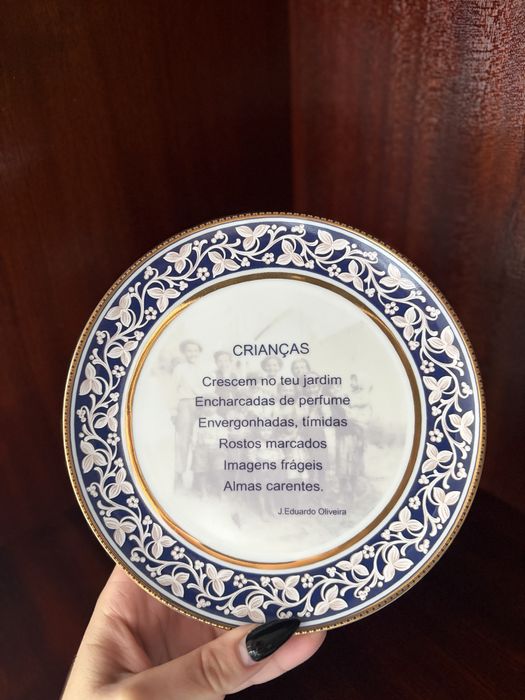 CRIANÇAS
Crescem no teu jardim
Encharcadas de perfume
Envergonhadas, tímidas
Rostos marcados
Imagens frágeis
Almas carentes.
J.Eduardo Oliveira